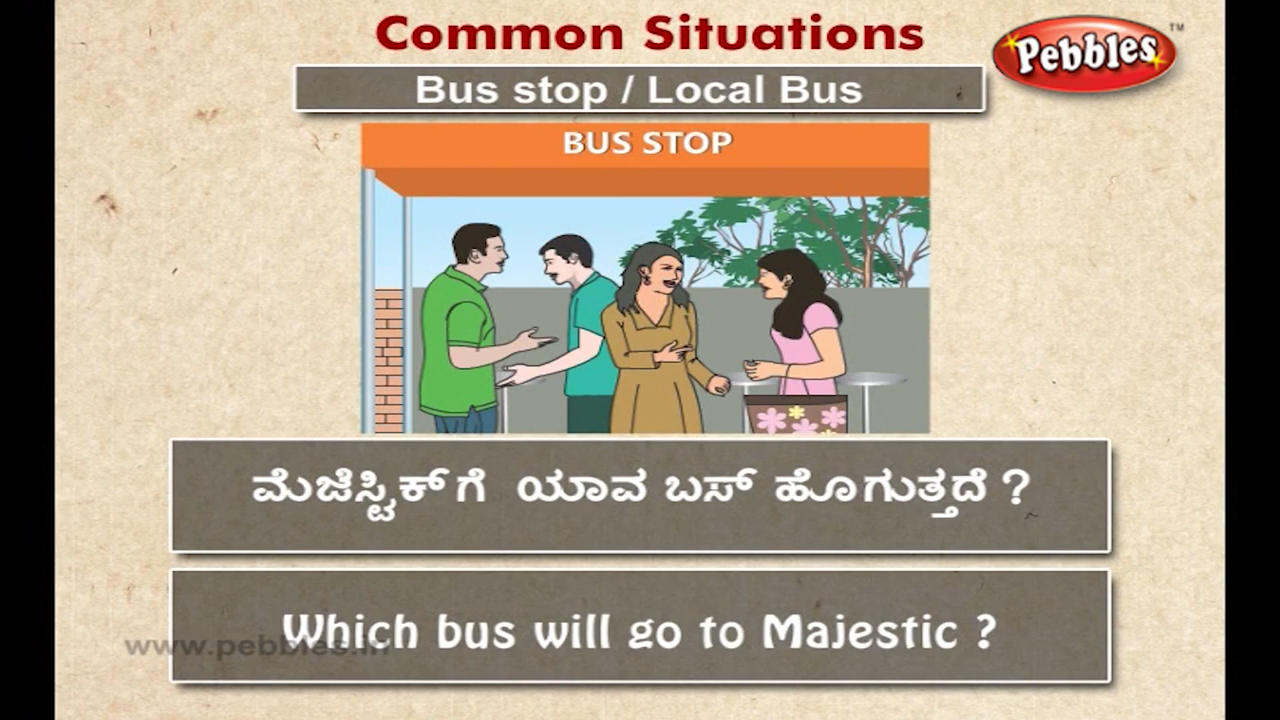 Common Situations
Pebbles™
Bus stop / Local Bus
BUS STOP
ಮೆಜೆಸ್ಟಿಕ್‌ಗೆ ಯಾವ ಬಸ್ ಹೊಗುತ್ತದೆ ?
Which bus will go to Majestic ?
www.pebbles.in